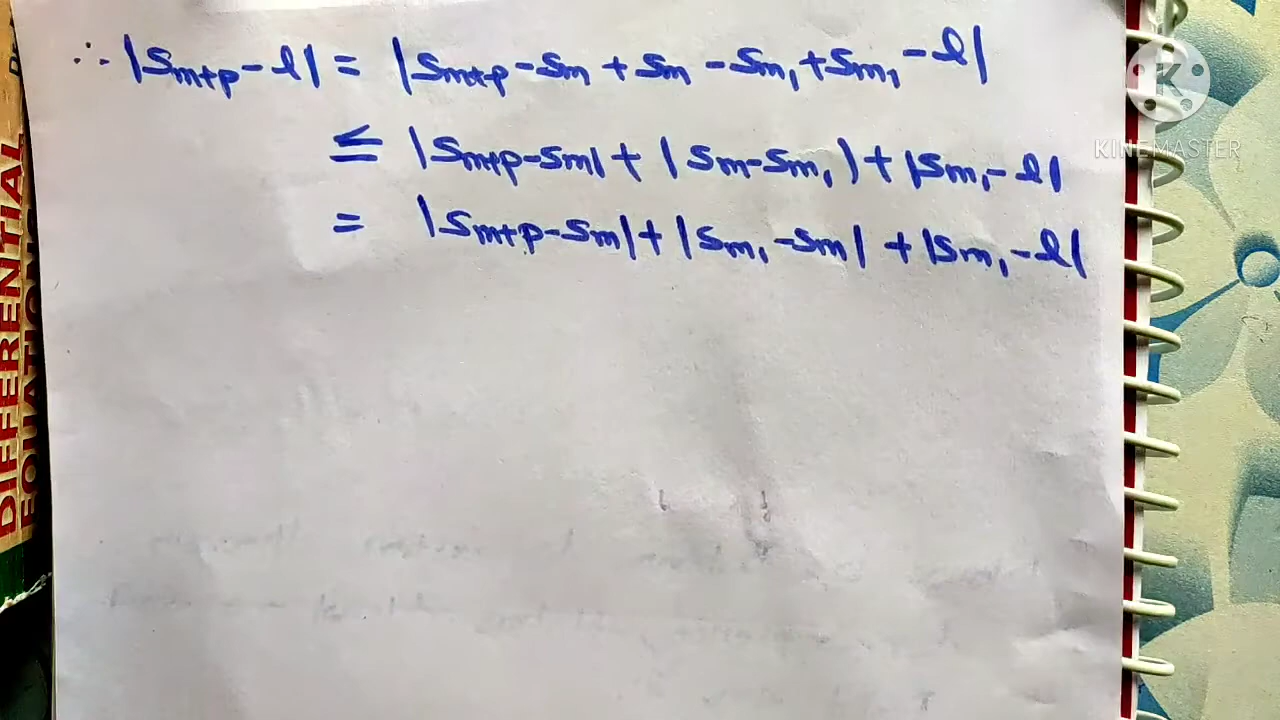 ∴ |Sm+p - l| = |Sm+p - Sm + Sm - Sm₁ + Sm₁ - l|
≤ |Sm+p - Sm| + |Sm - Sm₁) + |Sm₁ - l|
= |Sm+p - Sm| + |Sm₁ - Sm| + |Sm₁ - l|
KINEMASTER
DIFFERENTIAL
EQUATION